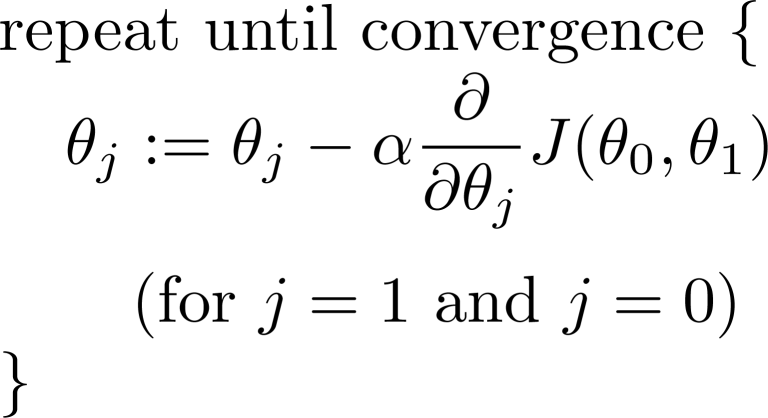 repeat until convergence {
θ_j := θ_j − α ∂/∂θ_j J(θ_0, θ_1)
(for j = 1 and j = 0)
}